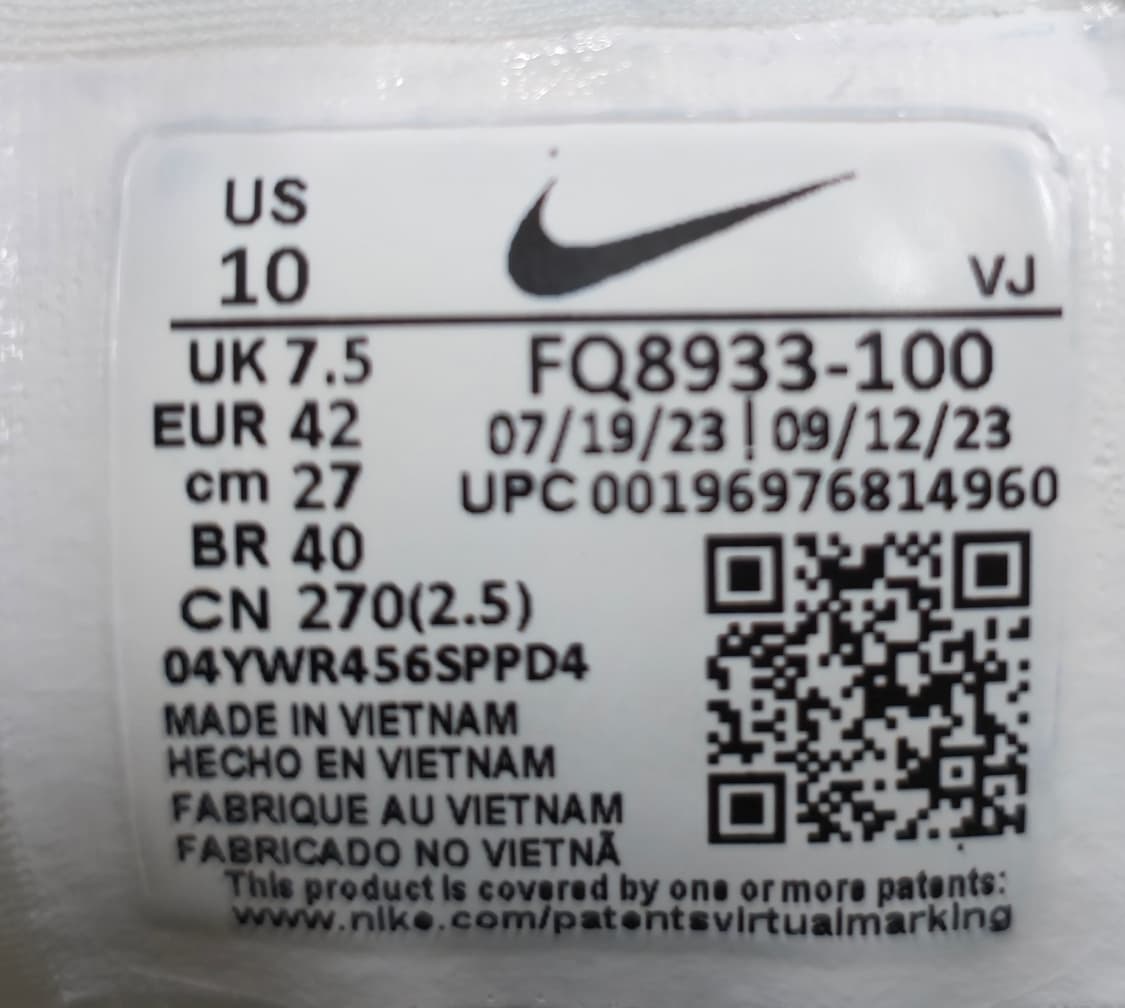 US
10
VJ
UK 7.5
FQ8933-100
EUR 42
07/19/23 | 09/12/23
cm 27
UPC 00196976814960
BR 40
CN 270(2.5)
04YWR456SPPD4
MADE IN VIETNAM
HECHO EN VIETNAM
FABRIQUE AU VIETNAM
FABRICADO NO VIETNÃ
This product is covered by one or more patents:
www.nike.com/patentsvirtualmarking